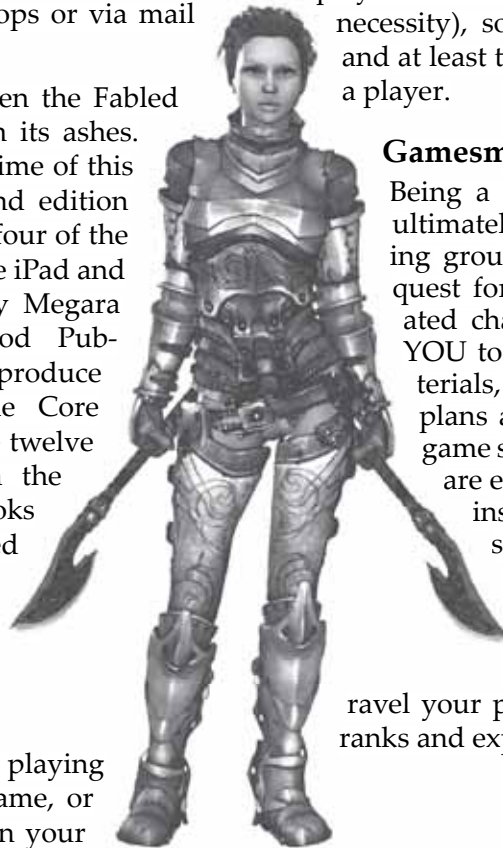 ops or via mail
en the Fabled
n its ashes.
ime of this
nd edition
four of the
e iPad and
y Megara
od Pub-
produce
e Core
twelve
the
oks
ed
playing
ame, or
n your
necessity), so
and at least t
a player.
Gamesm
Being a
ultimatel
ing grou
quest for
ated cha
YOU to
terials,
plans a
game s
are e
ins
s
ravel your p
ranks and exp